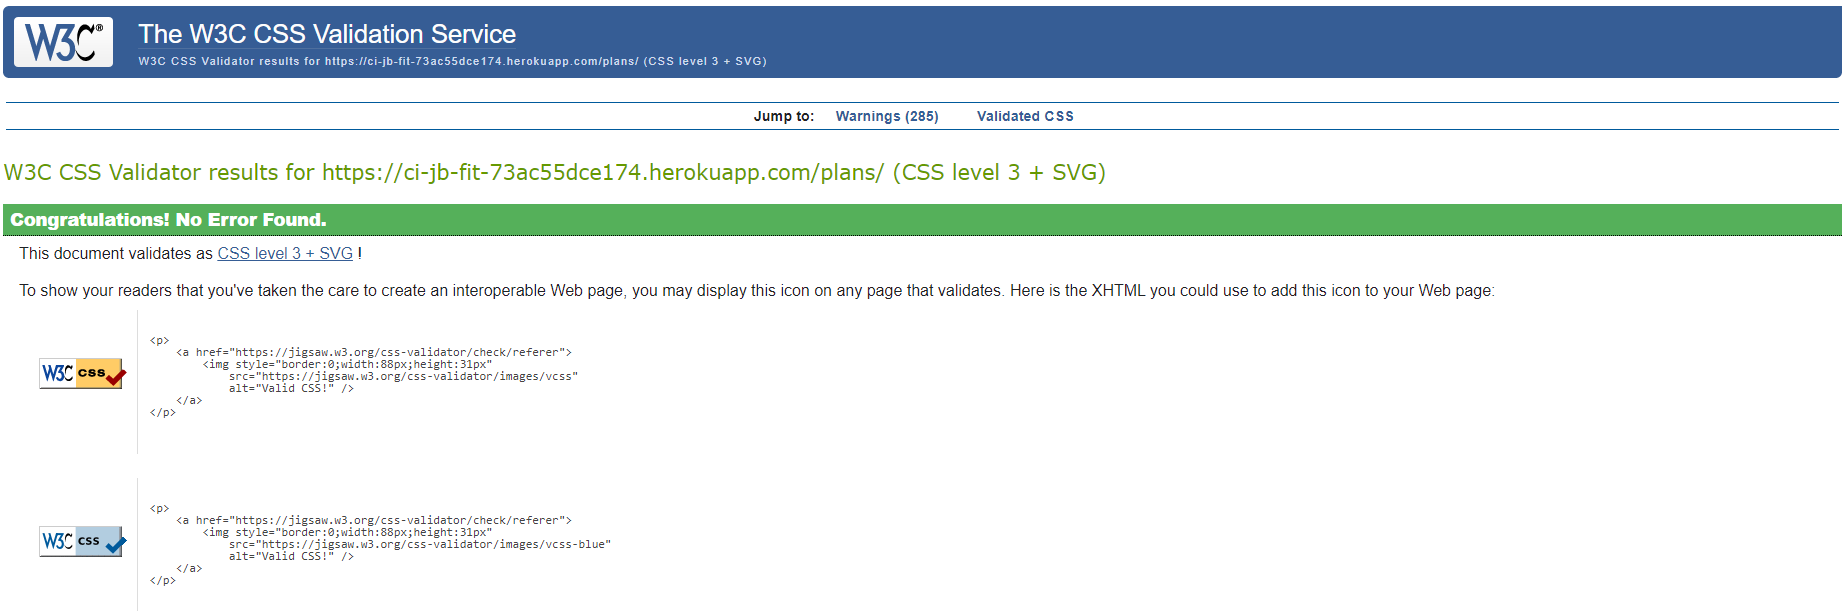 W3C® The W3C CSS Validation Service
W3C CSS Validator results for https://ci-jb-fit-73ac55dce174.herokuapp.com/plans/ (CSS level 3 + SVG)
Jump to: Warnings (285) Validated CSS
W3C CSS Validator results for https://ci-jb-fit-73ac55dce174.herokuapp.com/plans/ (CSS level 3 + SVG)
Congratulations! No Error Found.
This document validates as CSS level 3 + SVG !
To show your readers that you've taken the care to create an interoperable Web page, you may display this icon on any page that validates. Here is the XHTML you could use to add this icon to your Web page:
<p>
<a href="https://jigsaw.w3.org/css-validator/check/referer">
<img style="border:0;width:88px;height:31px"
W3C css
src="https://jigsaw.w3.org/css-validator/images/vcss"
alt="Valid CSS!" />
</a>
</p>
<p>
<a href="https://jigsaw.w3.org/css-validator/check/referer">
<img style="border:0;width:88px;height:31px"
W3C css
src="https://jigsaw.w3.org/css-validator/images/vcss-blue"
alt="Valid CSS!" />
</a>
</p>